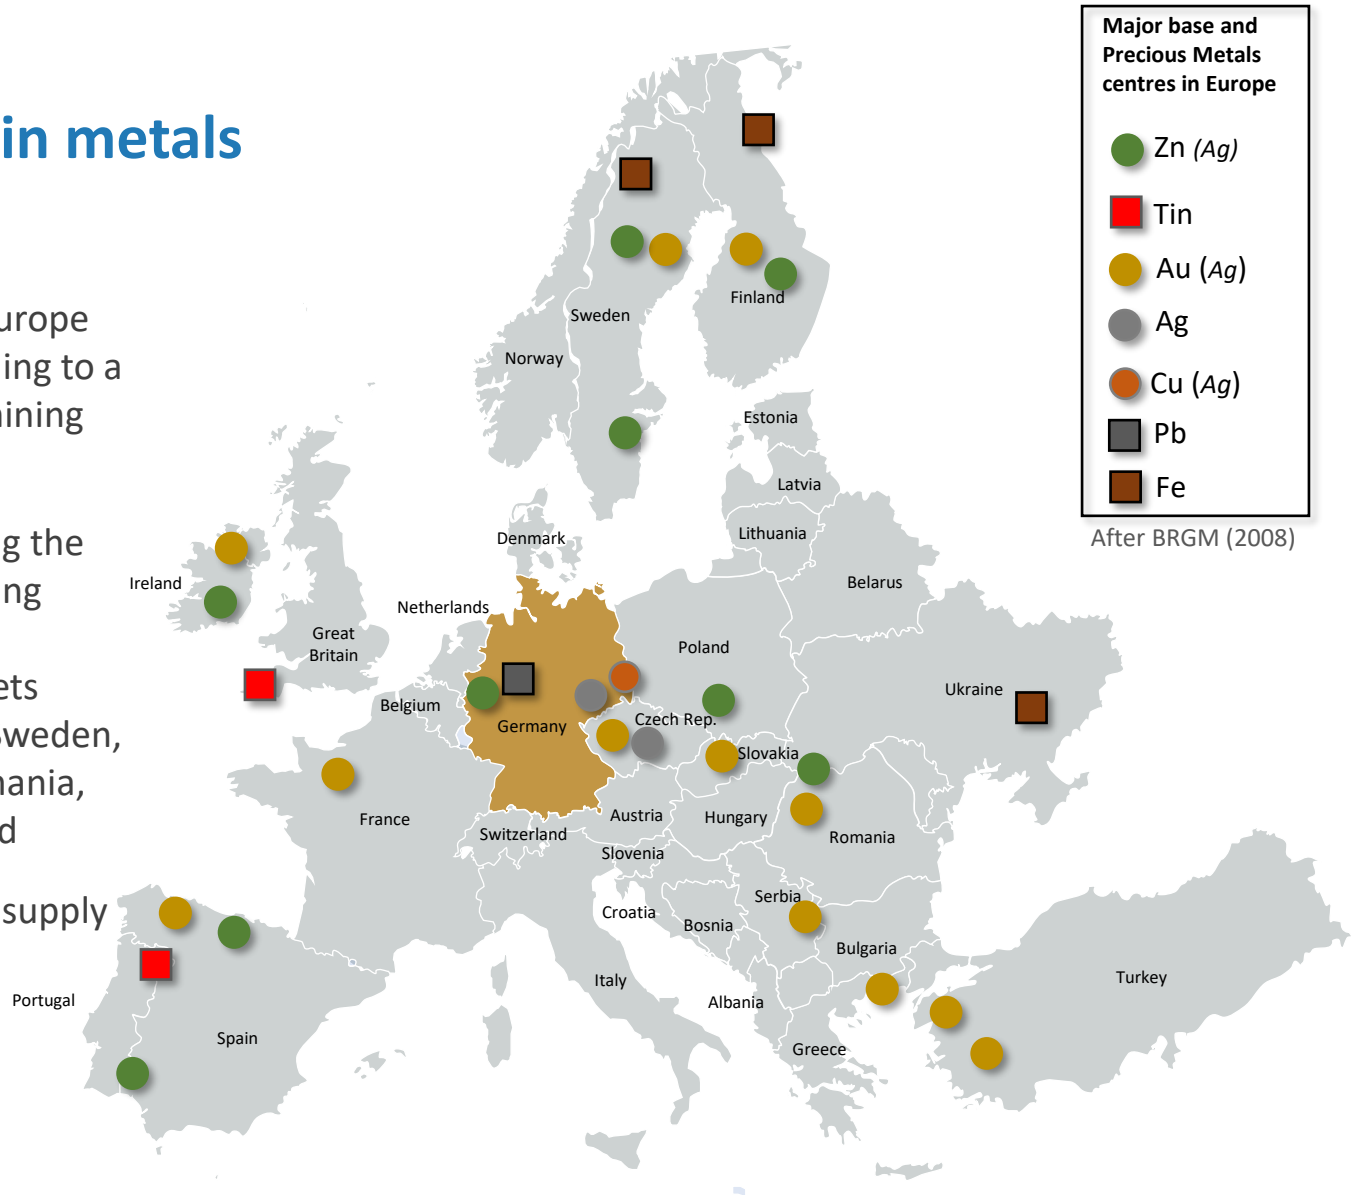 in metals
urope
ing to a
ining
g the
ng
ets
Sweden,
mania,
d
supply
Major base and
Precious Metals
centres in Europe
Zn (Ag)
Tin
Au (Ag)
Ag
Cu (Ag)
Pb
Fe
After BRGM (2008)
Finland
Sweden
Norway
Estonia
Latvia
Lithuania
Denmark
Belarus
Ireland
Netherlands
Great
Britain
Poland
Ukraine
Belgium
Germany
Czech Rep.
Slovakia
France
Austria
Hungary
Switzerland
Romania
Slovenia
Serbia
Croatia
Bosnia
Bulgaria
Italy
Albania
Turkey
Portugal
Spain
Greece